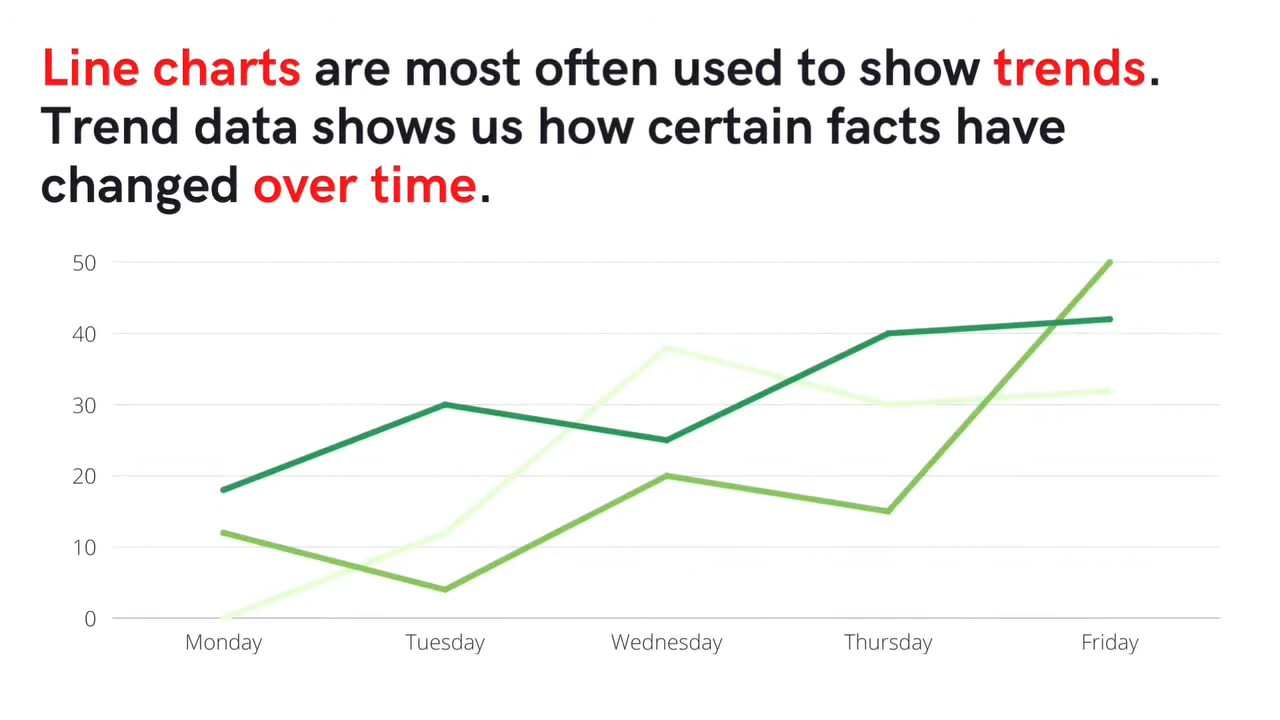 Line charts are most often used to show trends.
Trend data shows us how certain facts have
changed over time.
50
40
30
20
10
0
Monday Tuesday Wednesday Thursday Friday